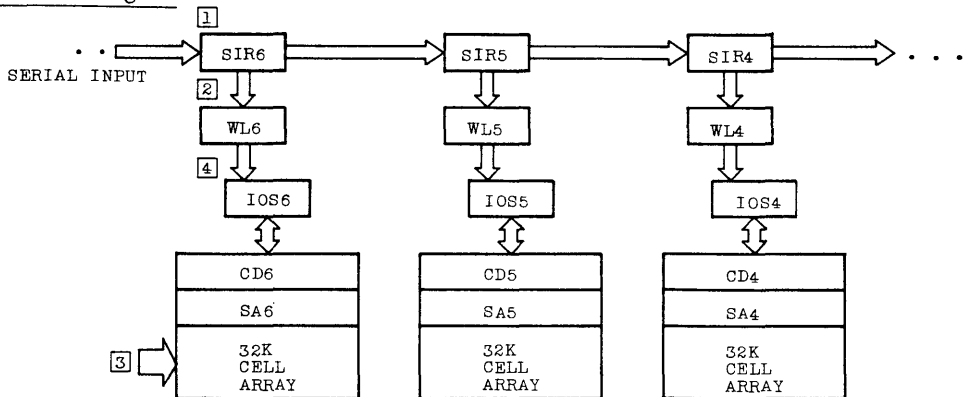 1
SIR6 SIR5 SIR4
SERIAL INPUT
2
WL6 WL5 WL4
4
IOS6 IOS5 IOS4
CD6 CD5 CD4
SA6 SA5 SA4
3
32K 32K 32K
CELL CELL CELL
ARRAY ARRAY ARRAY